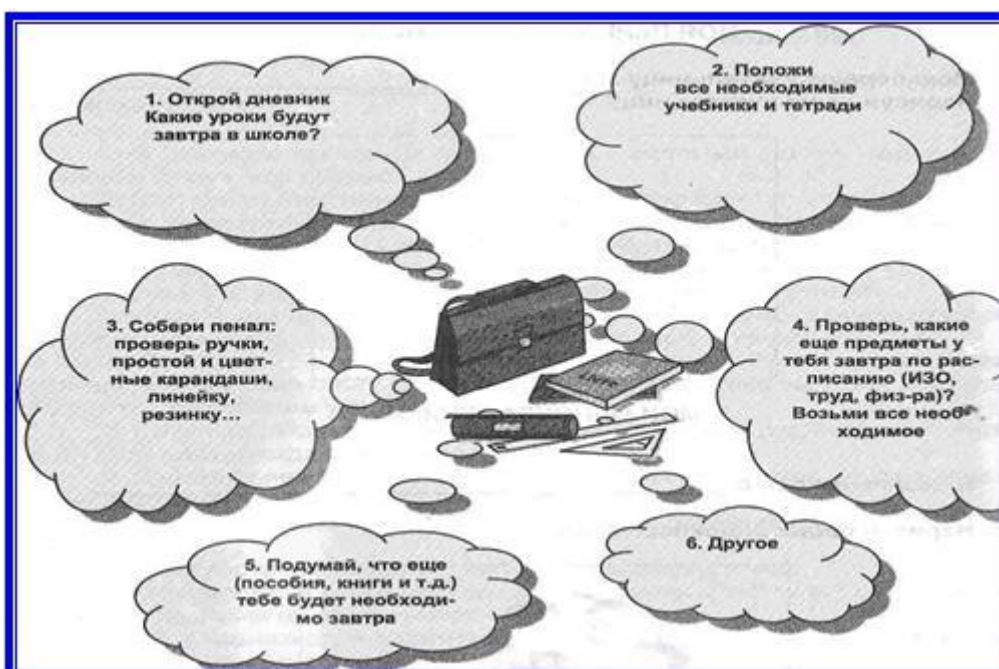 1. Открой дневник
Какие уроки будут
завтра в школе?
2. Положи
все необходимые
учебники и тетради
3. Собери пенал:
проверь ручки,
простой и цвет-
ные карандаши,
линейку,
резинку...
4. Проверь, какие
еще предметы у
тебя завтра по рас-
писанию (ИЗО,
труд, физ-ра)?
Возьми все необ-
ходимое
5. Подумай, что еще
(пособия, книги и т.д.)
тебе будет необходи-
мо завтра
6. Другое